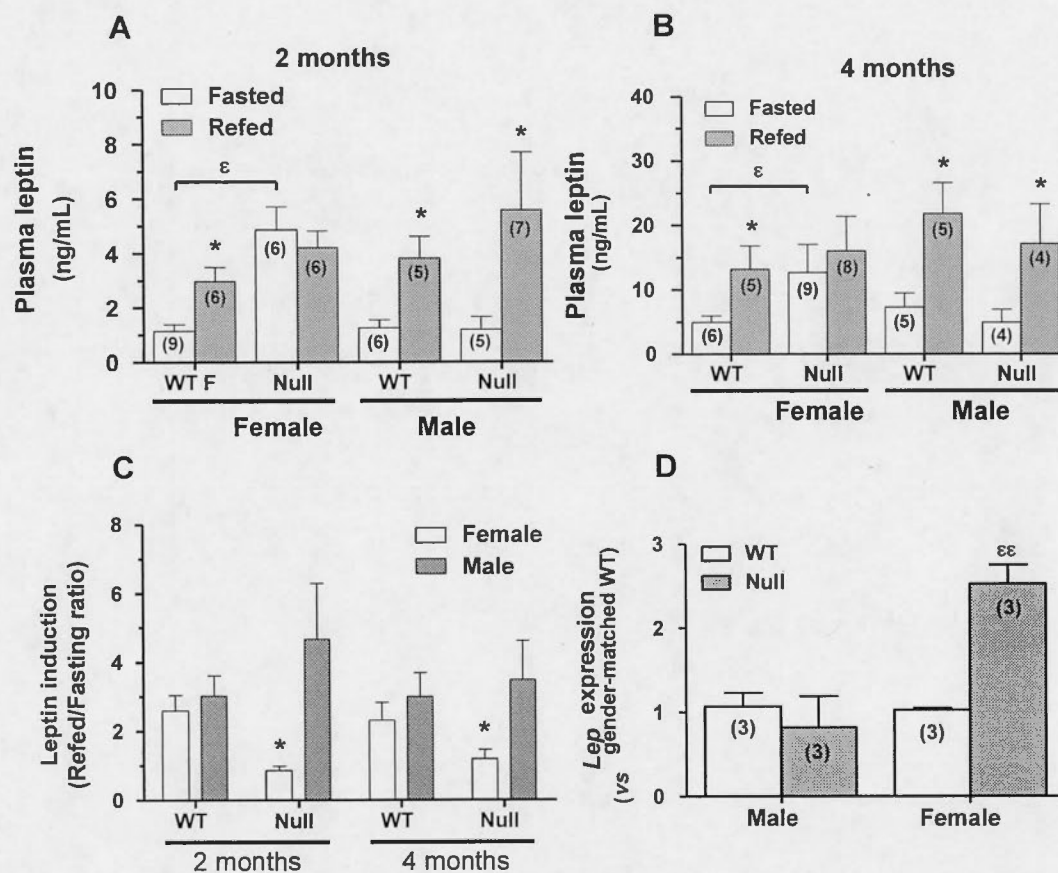 A
2 months
Fasted
Refed
Plasma leptin
(ng/mL)
10
8
6
4
2
0
ε
*
*
*
(9)
(6)
(6)
(6)
(6)
(5)
(5)
(7)
WT F
Null
WT
Null
Female
Male
B
4 months
Fasted
Refed
Plasma leptin
(ng/mL)
40
30
20
10
0
ε
*
*
*
(6)
(5)
(9)
(8)
(5)
(5)
(4)
(4)
WT
Null
WT
Null
Female
Male
C
Female
Male
Leptin induction
(Refed/Fasting ratio)
8
6
4
2
0
*
*
WT
Null
WT
Null
2 months
4 months
D
WT
Null
Lep expression
(vs gender-matched WT)
3
2
1
0
εε
(3)
(3)
(3)
(3)
Male
Female